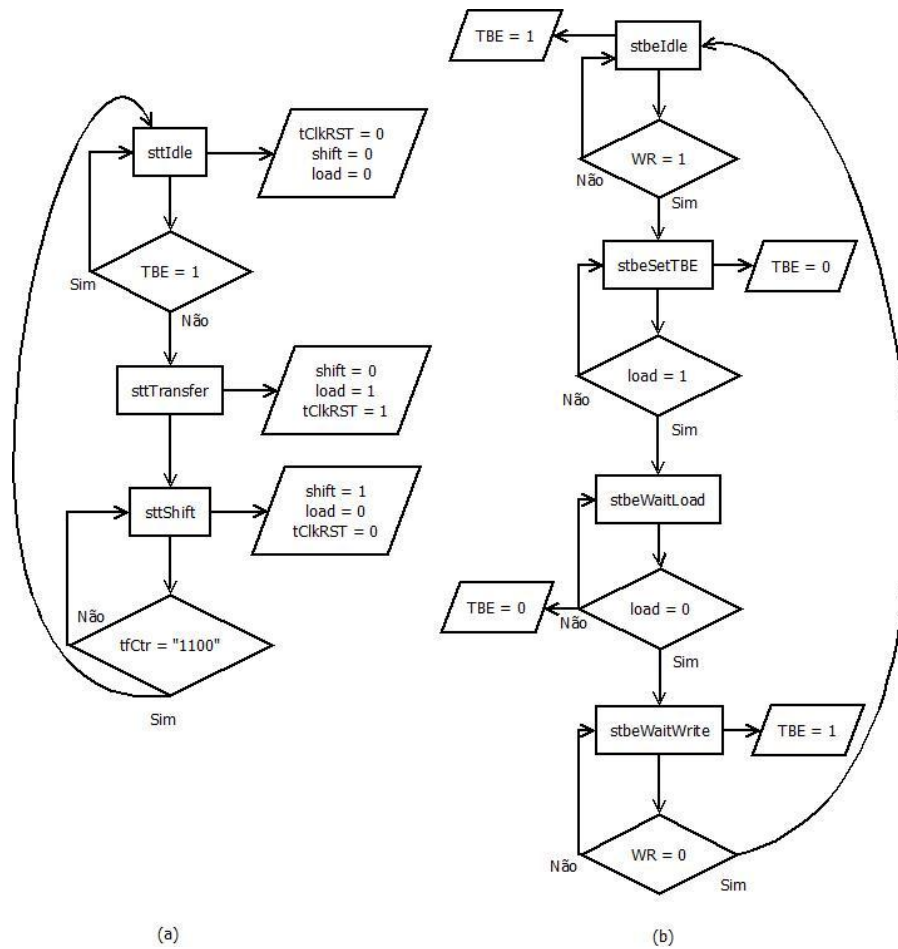 sttIdle
tClkRST = 0
shift = 0
load = 0
TBE = 1
Sim
Não
sttTransfer
shift = 0
load = 1
tClkRST = 1
sttShift
shift = 1
load = 0
tClkRST = 0
Não
tfCtr = "1100"
Sim
(a)
TBE = 1
stbeIdle
WR = 1
Não
Sim
stbeSetTBE
TBE = 0
load = 1
Não
Sim
stbeWaitLoad
TBE = 0
load = 0
Não
Sim
stbeWaitWrite
TBE = 1
WR = 0
Não
Sim
(b)